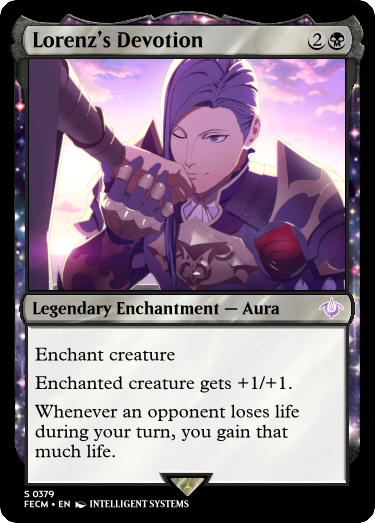 Lorenz's Devotion 2
Legendary Enchantment — Aura
Enchant creature
Enchanted creature gets +1/+1.
Whenever an opponent loses life
during your turn, you gain that
much life.
S 0379
FECM • EN INTELLIGENT SYSTEMS